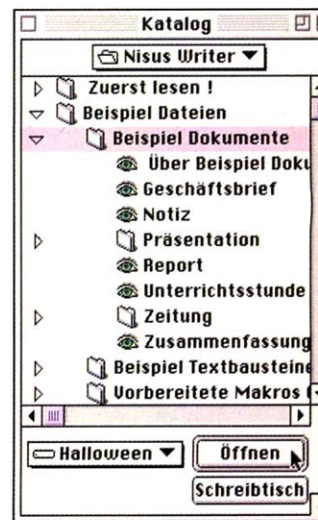 Katalog
Nisus Writer
Zuerst lesen !
Beispiel Dateien
Beispiel Dokumente
Über Beispiel Doku
Geschäftsbrief
Notiz
Präsentation
Report
Unterrichtsstunde
Zeitung
Zusammenfassung
Beispiel Textbausteine
Vorbereitete Makros
Halloween
Öffnen
Schreibtisch